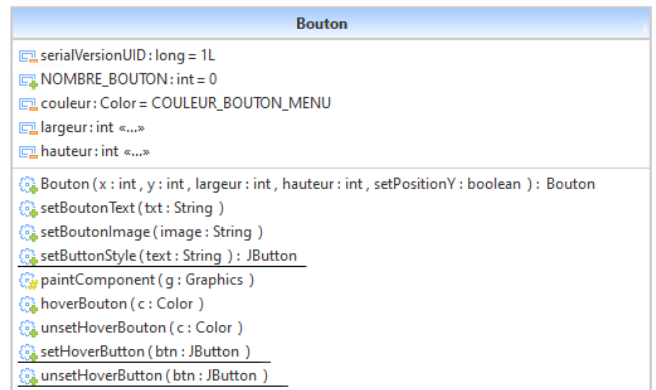 Bouton
serialVersionUID : long = 1L
NOMBRE_BOUTON : int = 0
couleur : Color = COULEUR_BOUTON_MENU
largeur : int «...»
hauteur : int «...»
Bouton ( x : int , y : int , largeur : int , hauteur : int , setPositionY : boolean ) : Bouton
setBoutonText ( txt : String )
setBoutonImage ( image : String )
setButtonStyle ( text : String ) : JButton
paintComponent ( g : Graphics )
hoverBouton ( c : Color )
unsetHoverBouton ( c : Color )
setHoverButton ( btn : JButton )
unsetHoverButton ( btn : JButton )